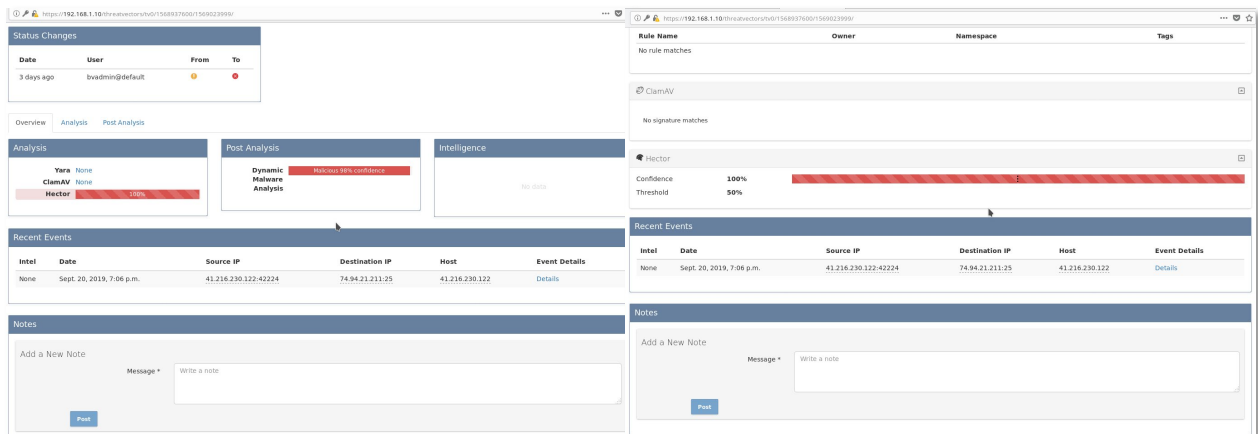 https://192.168.1.10/threatvectors/tv0/1568937600/1569023999/
Status Changes
Date User From To
3 days ago bvadmin@default
Overview Analysis Post Analysis
Analysis
Yara None
ClamAV None
Hector 100%
Post Analysis
Dynamic Malicious 98% confidence
Malware
Analysis
Intelligence
No data
Recent Events
Intel Date Source IP Destination IP Host Event Details
None Sept. 20, 2019, 7:06 p.m. 41.216.230.122:42224 74.94.21.211:25 41.216.230.122 Details
Notes
Add a New Note
Message * Write a note
Post
https://192.168.1.10/threatvectors/tv0/1568937600/1569023999/
Rule Name Owner Namespace Tags
No rule matches
ClamAV
No signature matches
Hector
Confidence 100%
Threshold 50%
Recent Events
Intel Date Source IP Destination IP Host Event Details
None Sept. 20, 2019, 7:06 p.m. 41.216.230.122:42224 74.94.21.211:25 41.216.230.122 Details
Notes
Add a New Note
Message * Write a note
Post